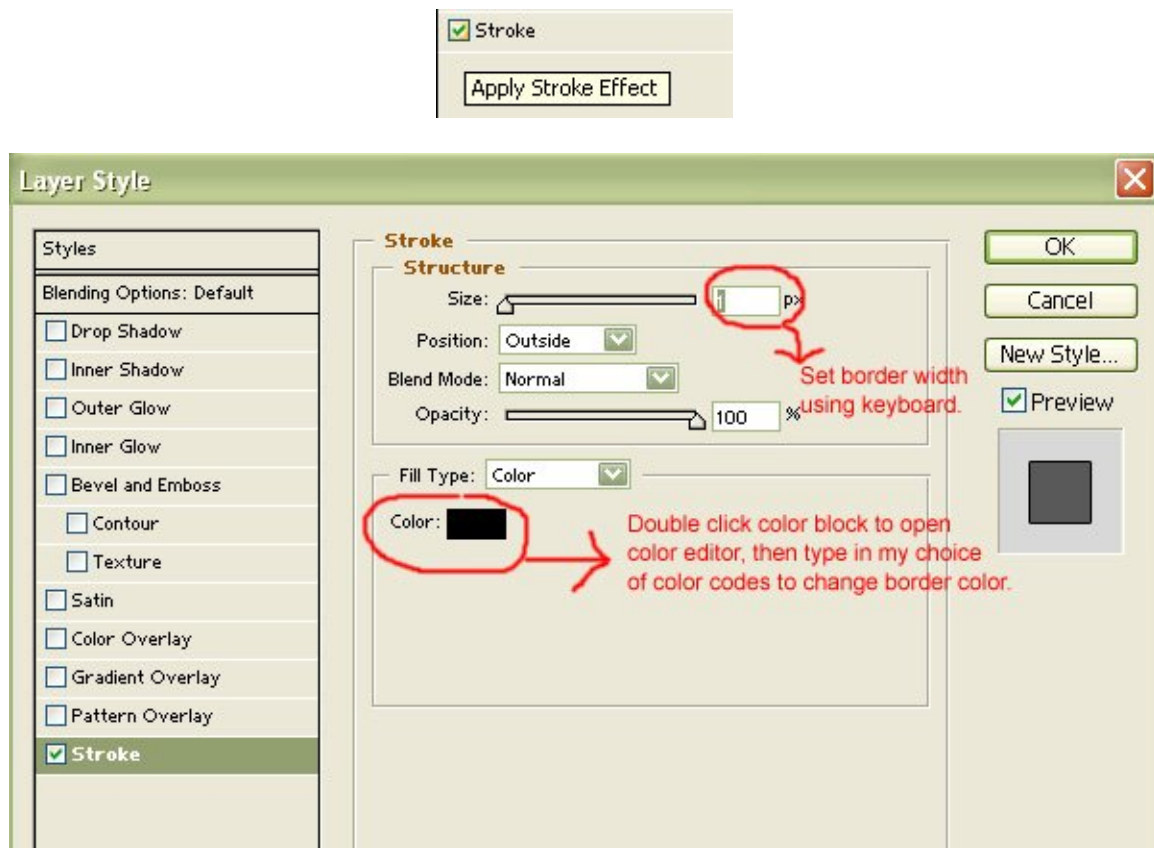 Stroke
Apply Stroke Effect
Layer Style
Styles
Blending Options: Default
Drop Shadow
Inner Shadow
Outer Glow
Inner Glow
Bevel and Emboss
Contour
Texture
Satin
Color Overlay
Gradient Overlay
Pattern Overlay
Stroke
Stroke
Structure
Size: 1 px
Position: Outside
Blend Mode: Normal
Opacity: 100 %
Set border width
using keyboard.
Fill Type: Color
Color:
Double click color block to open
color editor, then type in my choice
of color codes to change border color.
OK
Cancel
New Style...
Preview